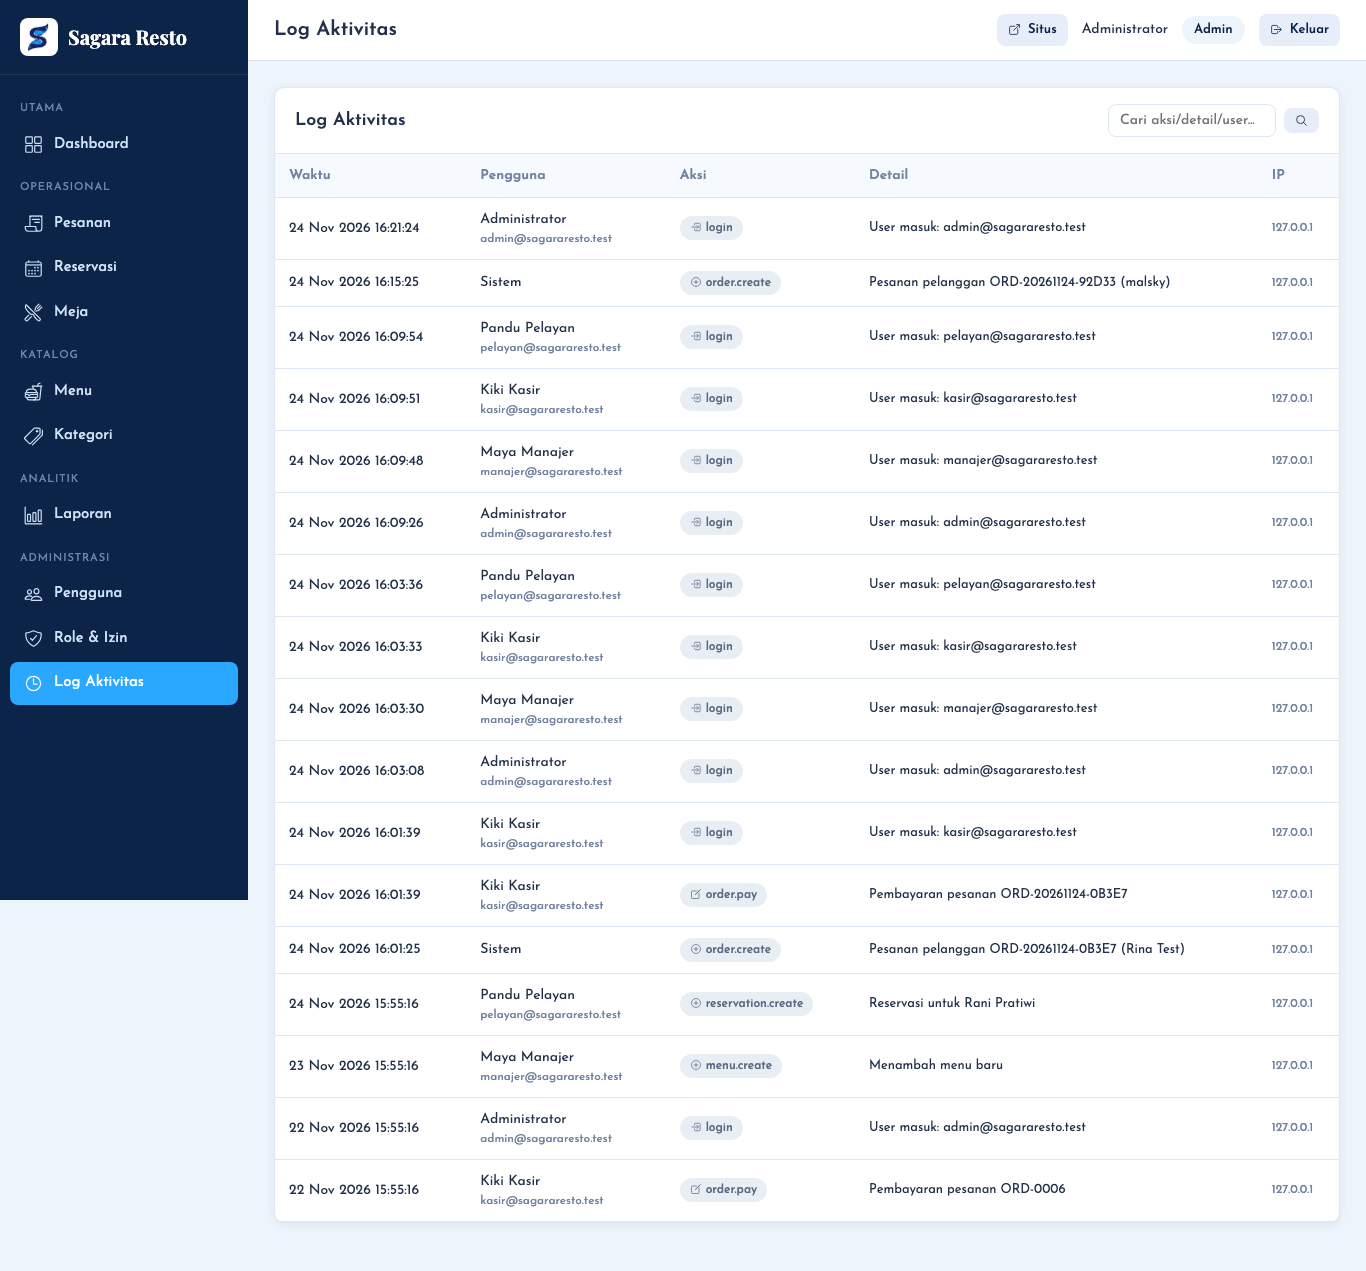 Sagara Resto
UTAMA
Dashboard
OPERASIONAL
Pesanan
Reservasi
Meja
KATALOG
Menu
Kategori
ANALITIK
Laporan
ADMINISTRASI
Pengguna
Role & Izin
Log Aktivitas
Log Aktivitas
Situs
Administrator
Admin
Keluar
Log Aktivitas
Cari aksi/detail/user...
Waktu Pengguna Aksi Detail IP
24 Nov 2026 16:21:24 Administrator login User masuk: admin@sagararesto.test 127.0.0.1
admin@sagararesto.test
24 Nov 2026 16:15:25 Sistem order.create Pesanan pelanggan ORD-20261124-92D33 (malsky) 127.0.0.1
24 Nov 2026 16:09:54 Pandu Pelayan login User masuk: pelayan@sagararesto.test 127.0.0.1
pelayan@sagararesto.test
24 Nov 2026 16:09:51 Kiki Kasir login User masuk: kasir@sagararesto.test 127.0.0.1
kasir@sagararesto.test
24 Nov 2026 16:09:48 Maya Manajer login User masuk: manajer@sagararesto.test 127.0.0.1
manajer@sagararesto.test
24 Nov 2026 16:09:26 Administrator login User masuk: admin@sagararesto.test 127.0.0.1
admin@sagararesto.test
24 Nov 2026 16:03:36 Pandu Pelayan login User masuk: pelayan@sagararesto.test 127.0.0.1
pelayan@sagararesto.test
24 Nov 2026 16:03:33 Kiki Kasir login User masuk: kasir@sagararesto.test 127.0.0.1
kasir@sagararesto.test
24 Nov 2026 16:03:30 Maya Manajer login User masuk: manajer@sagararesto.test 127.0.0.1
manajer@sagararesto.test
24 Nov 2026 16:03:08 Administrator login User masuk: admin@sagararesto.test 127.0.0.1
admin@sagararesto.test
24 Nov 2026 16:01:39 Kiki Kasir login User masuk: kasir@sagararesto.test 127.0.0.1
kasir@sagararesto.test
24 Nov 2026 16:01:39 Kiki Kasir order.pay Pembayaran pesanan ORD-20261124-0B3E7 127.0.0.1
kasir@sagararesto.test
24 Nov 2026 16:01:25 Sistem order.create Pesanan pelanggan ORD-20261124-0B3E7 (Rina Test) 127.0.0.1
24 Nov 2026 15:55:16 Pandu Pelayan reservation.create Reservasi untuk Rani Pratiwi 127.0.0.1
pelayan@sagararesto.test
23 Nov 2026 15:55:16 Maya Manajer menu.create Menambah menu baru 127.0.0.1
manajer@sagararesto.test
22 Nov 2026 15:55:16 Administrator login User masuk: admin@sagararesto.test 127.0.0.1
admin@sagararesto.test
22 Nov 2026 15:55:16 Kiki Kasir order.pay Pembayaran pesanan ORD-0006 127.0.0.1
kasir@sagararesto.test